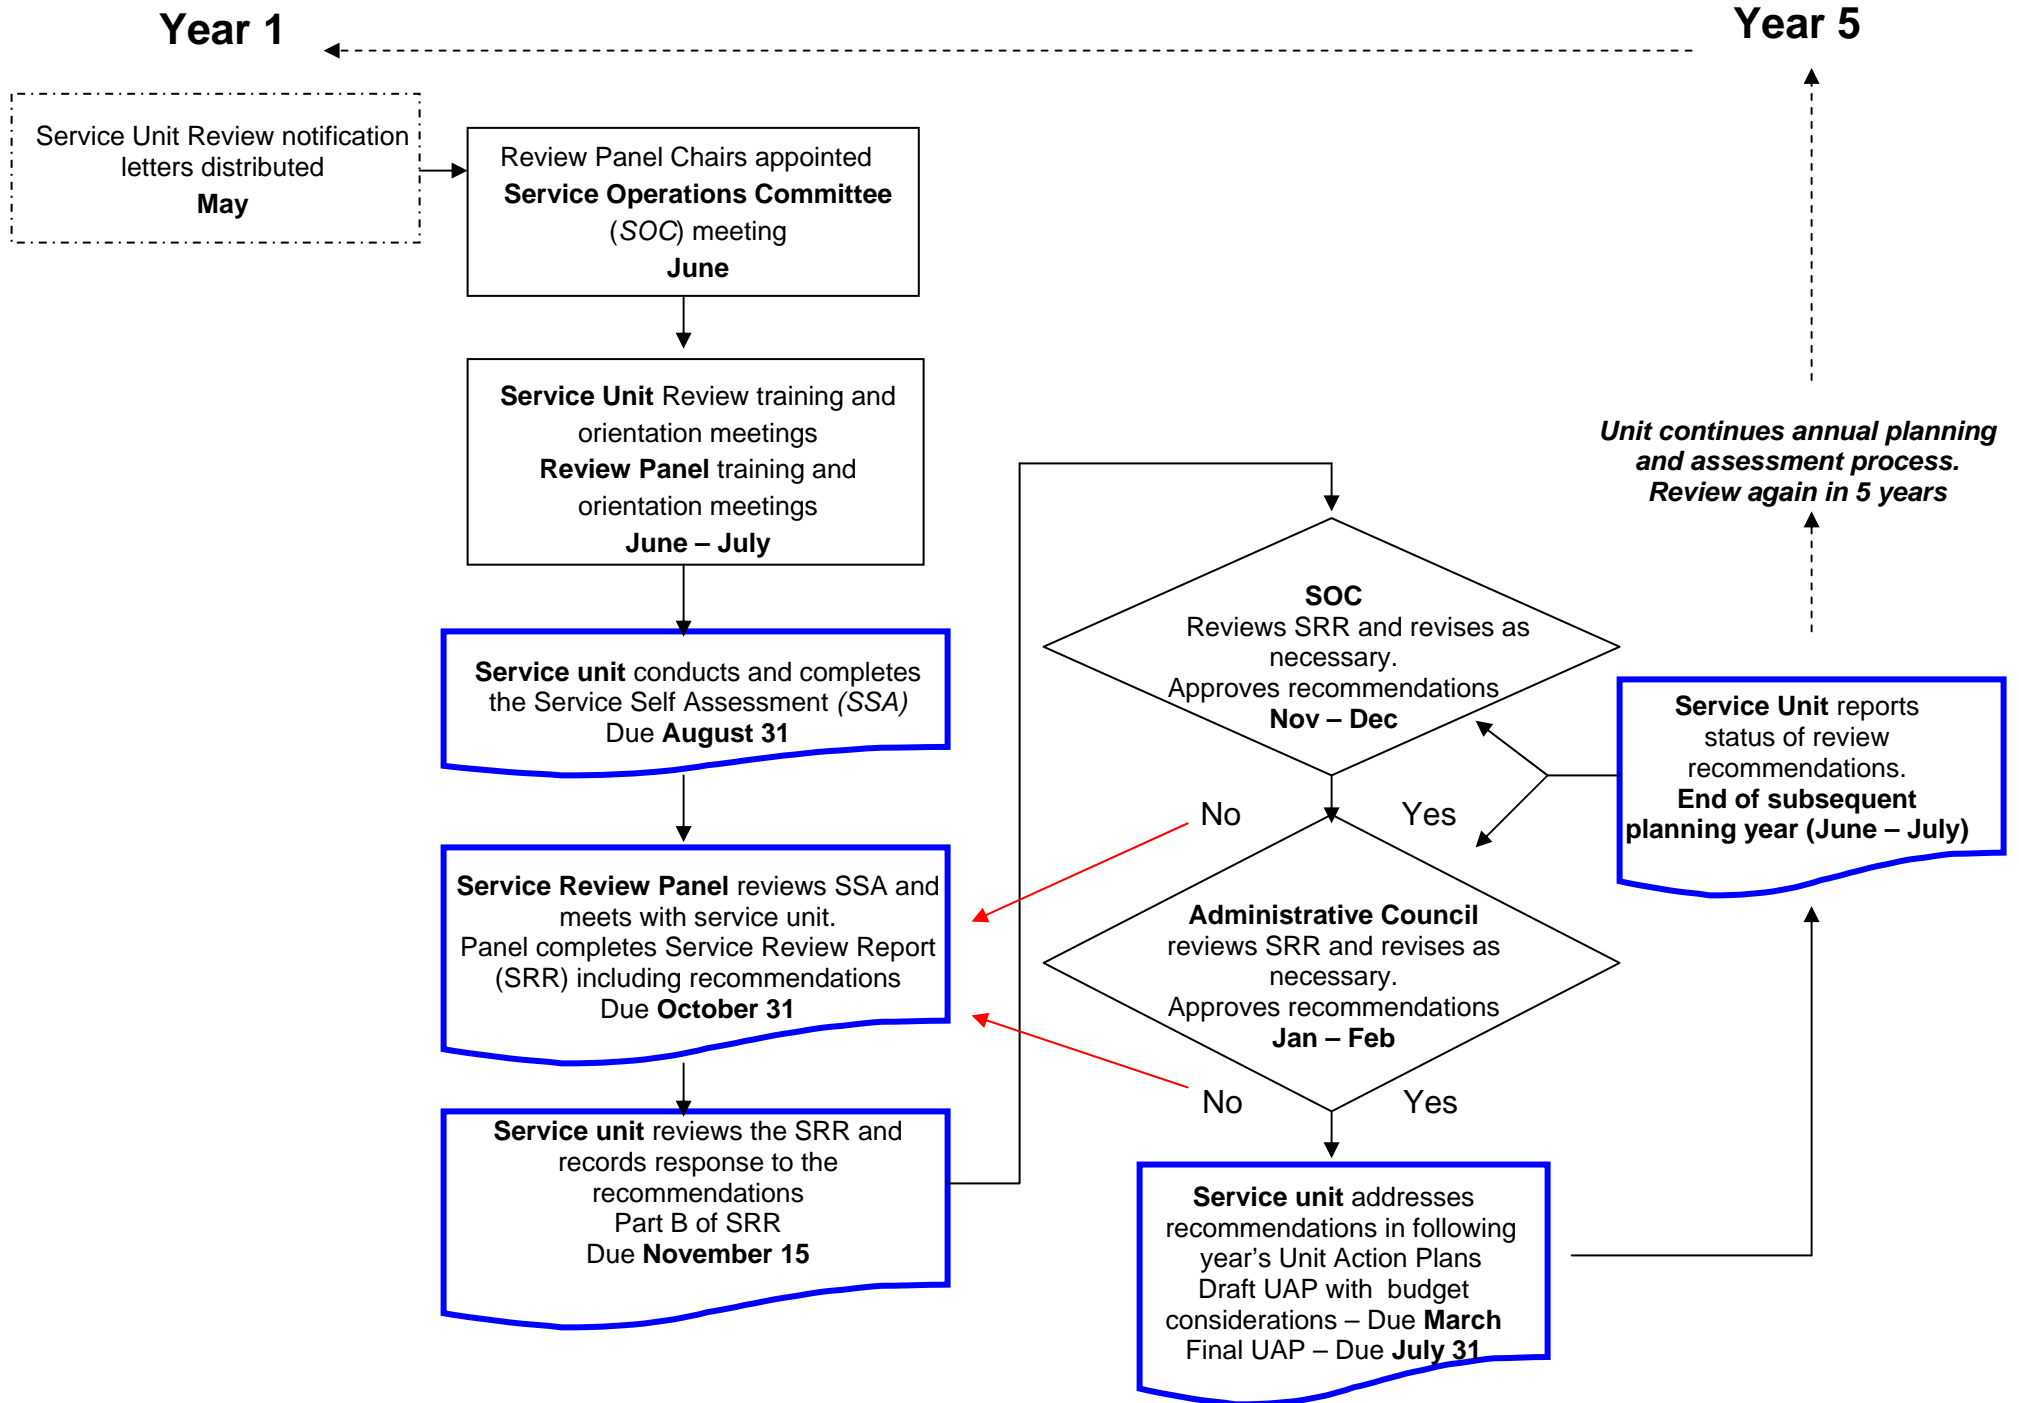 Year 1
Year 5
Service Unit Review notification
letters distributed
May
Review Panel Chairs appointed
Service Operations Committee
(SOC) meeting
June
Service Unit Review training and
orientation meetings
Review Panel training and
orientation meetings
June – July
Service unit conducts and completes
the Service Self Assessment (SSA)
Due August 31
Service Review Panel reviews SSA and
meets with service unit.
Panel completes Service Review Report
(SRR) including recommendations
Due October 31
Service unit reviews the SRR and
records response to the
recommendations
Part B of SRR
Due November 15
SOC
Reviews SRR and revises as
necessary.
Approves recommendations
Nov – Dec
No
Yes
Administrative Council
reviews SRR and revises as
necessary.
Approves recommendations
Jan – Feb
No
Yes
Service unit addresses
recommendations in following
year’s Unit Action Plans
Draft UAP with budget
considerations – Due March
Final UAP – Due July 31
Service Unit reports
status of review
recommendations.
End of subsequent
planning year (June – July)
Unit continues annual planning
and assessment process.
Review again in 5 years